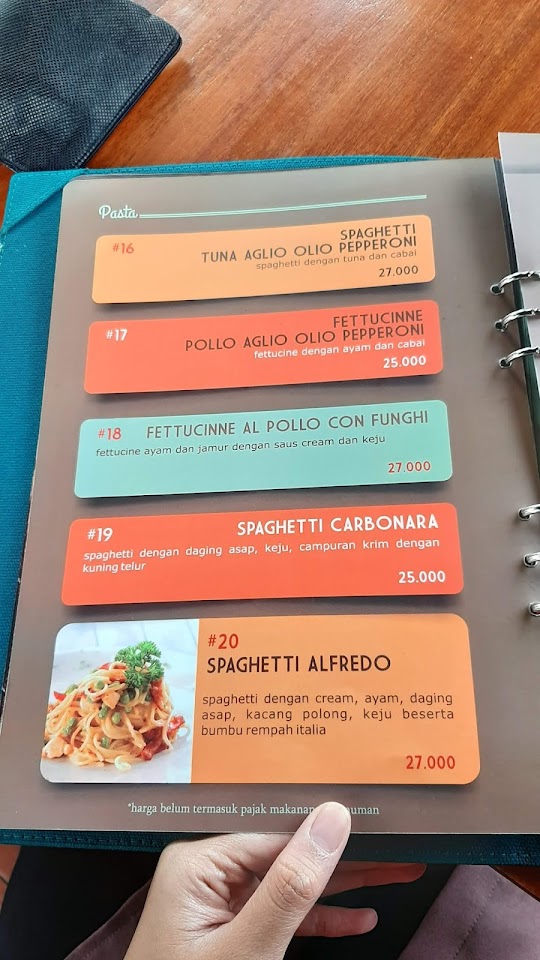 Pasta
#16
SPAGHETTI
TUNA AGLIO OLIO PEPPERONI
spaghetti dengan tuna dan cabai
27.000
#17
FETTUCINNE
POLLO AGLIO OLIO PEPPERONI
fettucine dengan ayam dan cabai
25.000
#18 FETTUCINNE AL POLLO CON FUNGHI
fettucine ayam dan jamur dengan saus cream dan keju
27.000
#19 SPAGHETTI CARBONARA
spaghetti dengan daging asap, keju, campuran krim dengan
kuning telur
25.000
#20
SPAGHETTI ALFREDO
spaghetti dengan cream, ayam, daging
asap, kacang polong, keju beserta
bumbu rempah italia
27.000
*harga belum termasuk pajak makanan